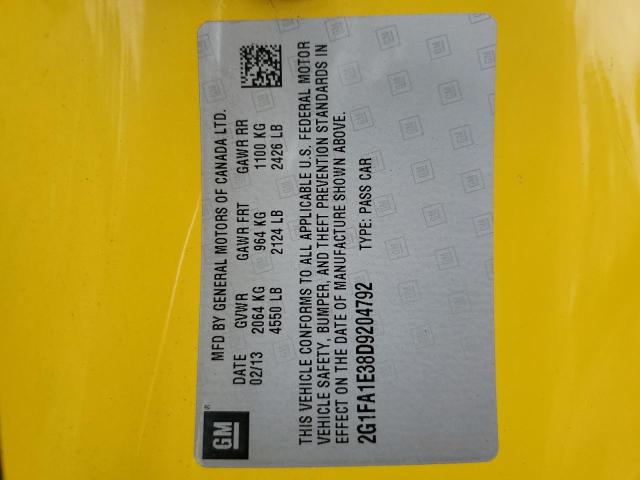 GM
MFD BY GENERAL MOTORS OF CANADA LTD.
DATE GVWR GAWR FRT GAWR RR
02/13 2064 KG 964 KG 1100 KG
4550 LB 2124 LB 2426 LB
THIS VEHICLE CONFORMS TO ALL APPLICABLE U.S. FEDERAL MOTOR
VEHICLE SAFETY, BUMPER, AND THEFT PREVENTION STANDARDS IN
EFFECT ON THE DATE OF MANUFACTURE SHOWN ABOVE.
2G1FA1E38D9204792 TYPE: PASS CAR